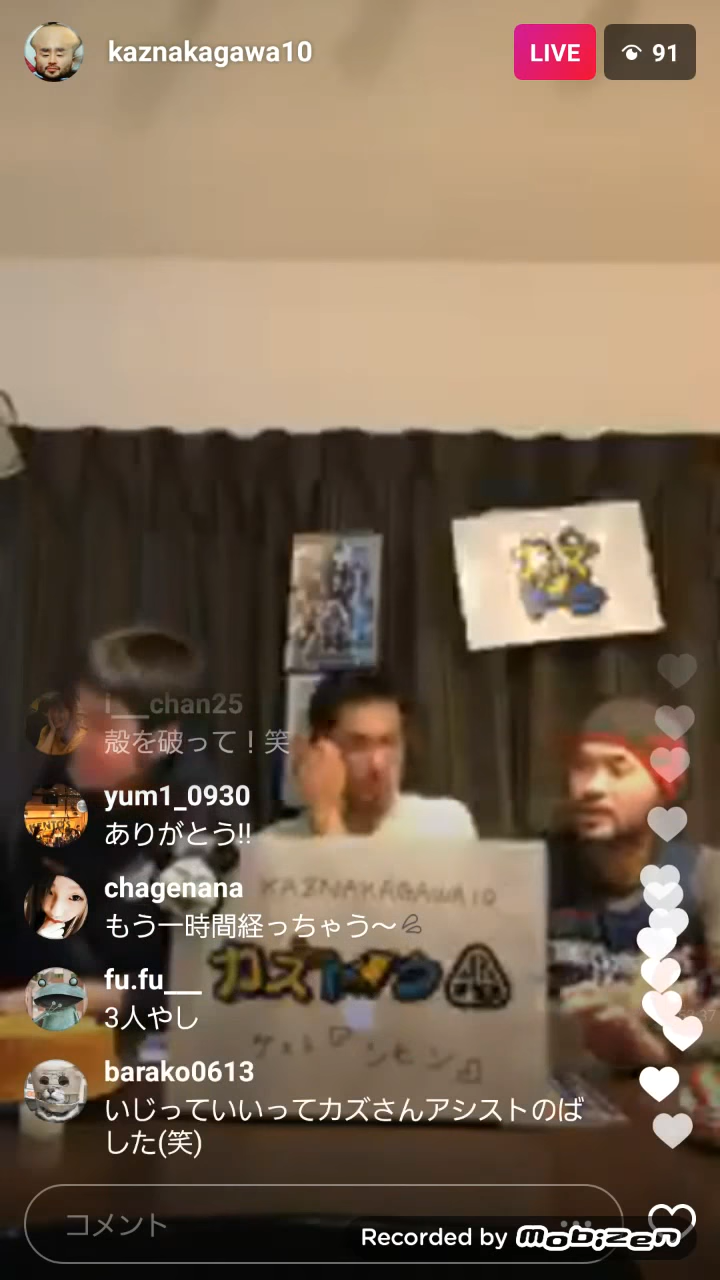 kaznakagawa10
LIVE
91
i__chan25
殻を破って！笑
yum1_0930
ありがとう!!
chagenana
もう一時間経っちゃう〜💦
KAZNAKAGAWA10
fu.fu___
3人やし
カズ
barako0613
いじっていいってカズさんアシストのば
した(笑)
コメント
Recorded by Mobizen